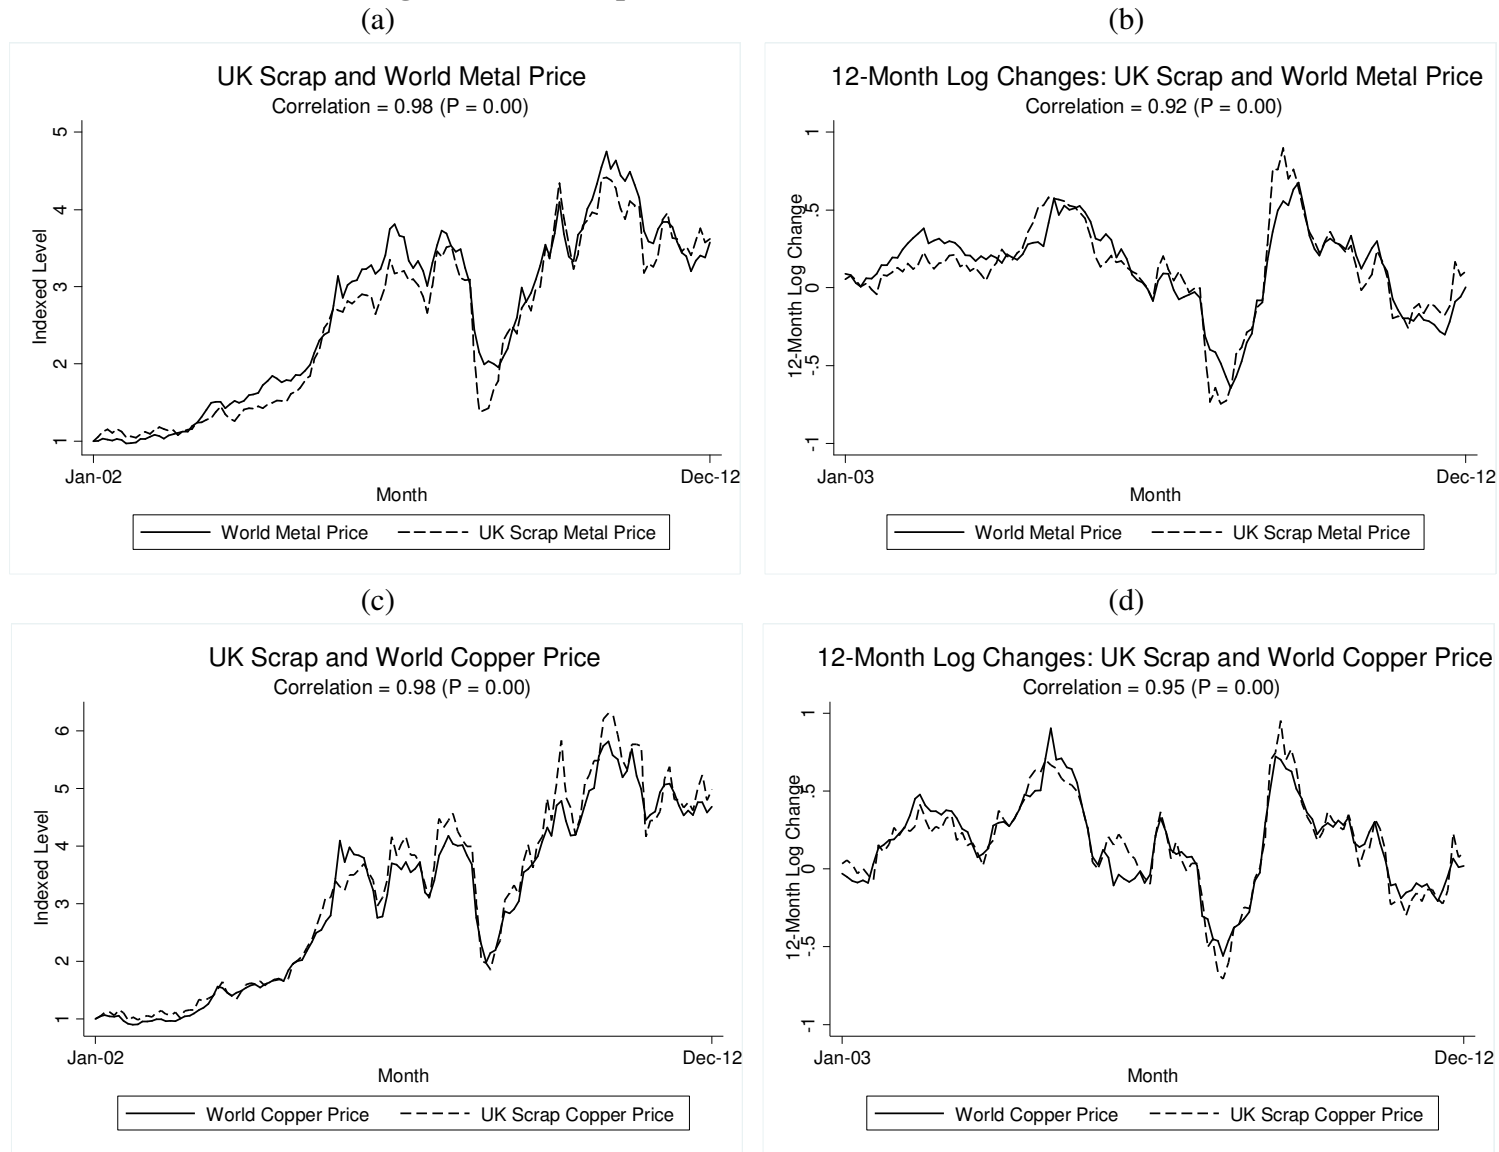 (a)
(b)
UK Scrap and World Metal Price
Correlation = 0.98 (P = 0.00)
Indexed Level
5
4
3
2
1
Jan-02
Dec-12
Month
World Metal Price
UK Scrap Metal Price
12-Month Log Changes: UK Scrap and World Metal Price
Correlation = 0.92 (P = 0.00)
12-Month Log Change
1
.5
0
-.5
-1
Jan-03
Dec-12
Month
World Metal Price
UK Scrap Metal Price
(c)
(d)
UK Scrap and World Copper Price
Correlation = 0.98 (P = 0.00)
Indexed Level
6
5
4
3
2
1
Jan-02
Dec-12
Month
World Copper Price
UK Scrap Copper Price
12-Month Log Changes: UK Scrap and World Copper Price
Correlation = 0.95 (P = 0.00)
12-Month Log Change
1
.5
0
-.5
-1
Jan-03
Dec-12
Month
World Copper Price
UK Scrap Copper Price